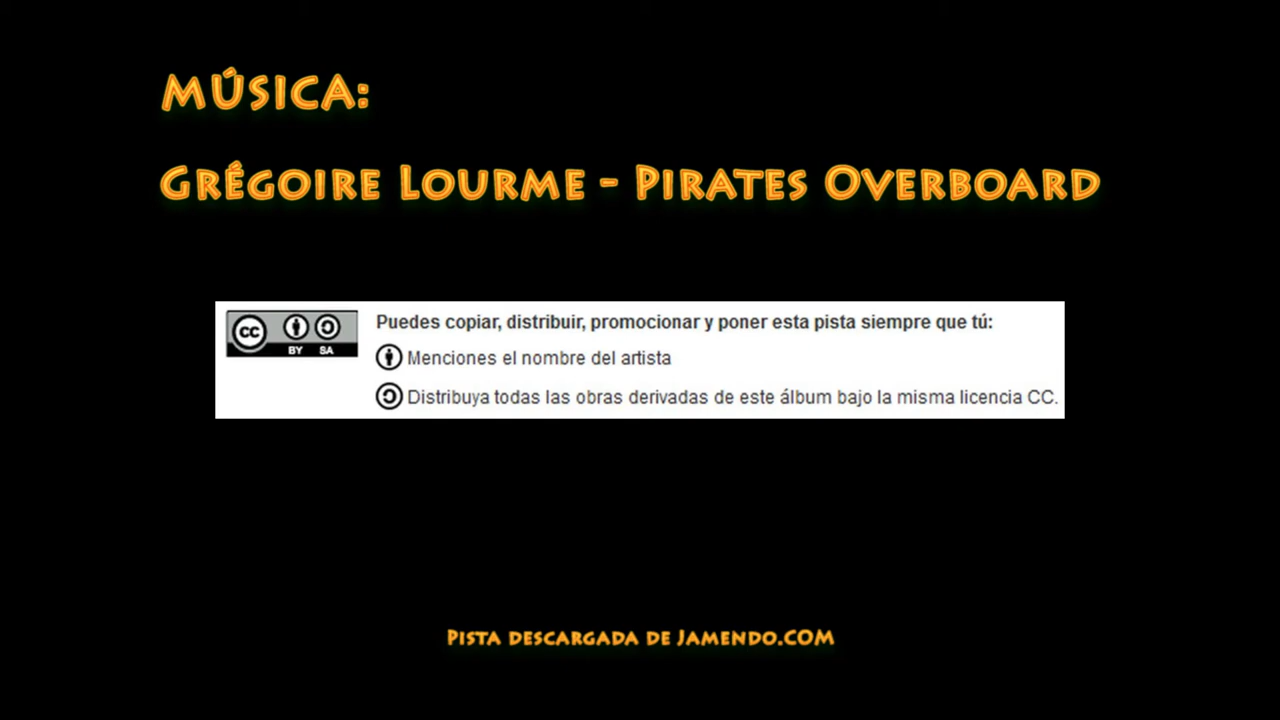 MÚSICA:
GRÉGOIRE LOURME - PIRATES OVERBOARD
cc BY SA
Puedes copiar, distribuir, promocionar y poner esta pista siempre que tú:
Menciones el nombre del artista
Distribuya todas las obras derivadas de este álbum bajo la misma licencia CC.
PISTA DESCARGADA DE JAMENDO.COM